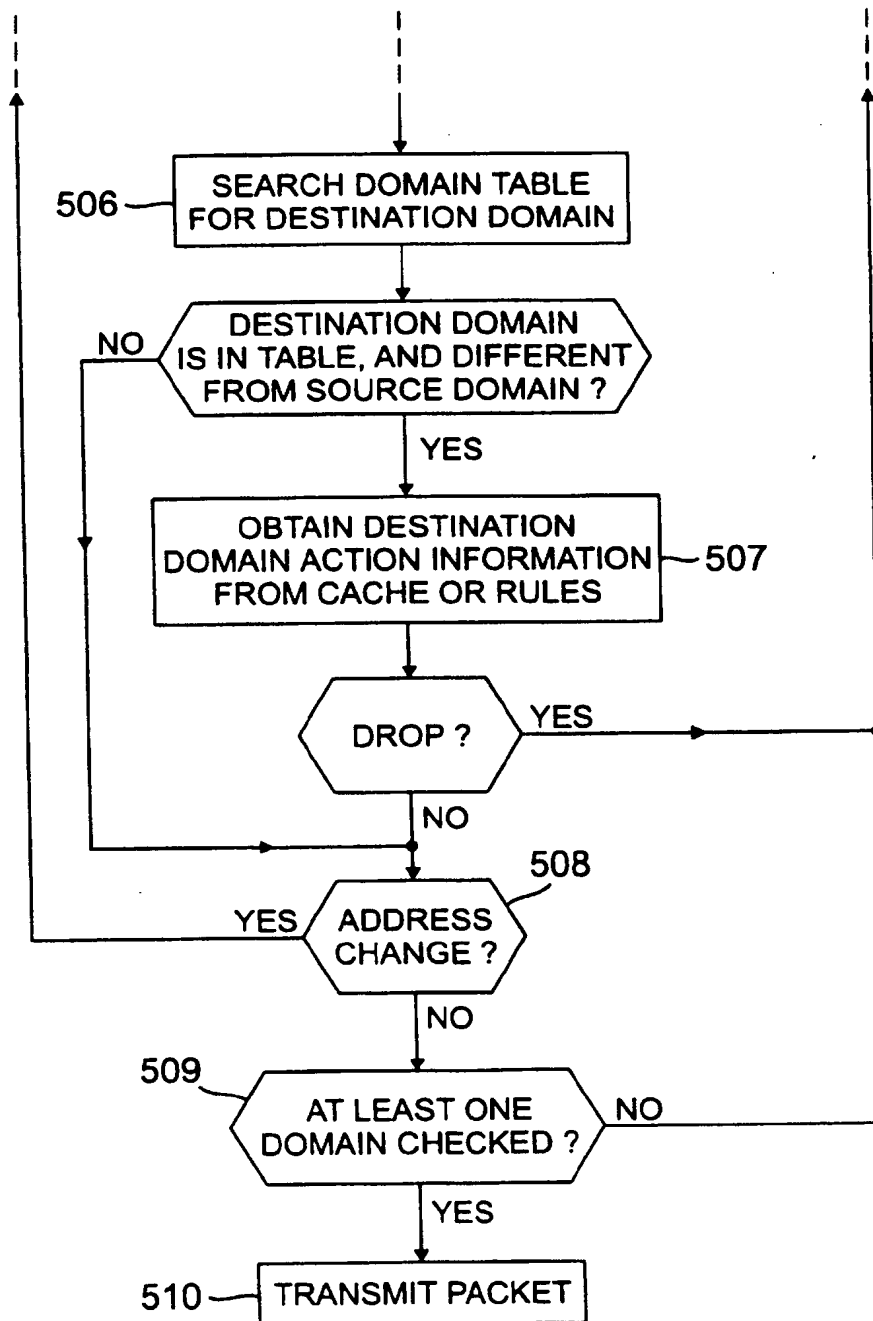 506
SEARCH DOMAIN TABLE
FOR DESTINATION DOMAIN
NO
DESTINATION DOMAIN
IS IN TABLE, AND DIFFERENT
FROM SOURCE DOMAIN ?
YES
OBTAIN DESTINATION
DOMAIN ACTION INFORMATION
FROM CACHE OR RULES
507
DROP ?
YES
NO
508
YES
ADDRESS
CHANGE ?
NO
509
AT LEAST ONE
DOMAIN CHECKED ?
NO
YES
510
TRANSMIT PACKET